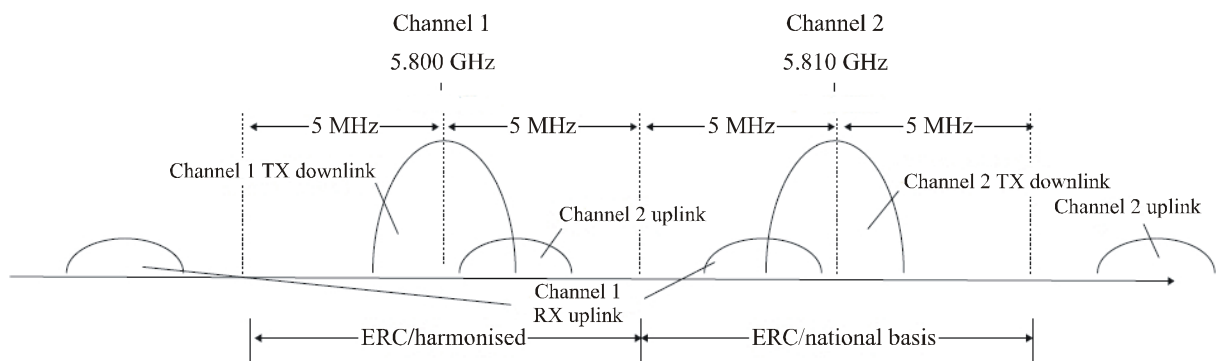 Channel 1
5.800 GHz
Channel 2
5.810 GHz
5 MHz
5 MHz
5 MHz
5 MHz
Channel 1 TX downlink
Channel 2 uplink
Channel 2 TX downlink
Channel 2 uplink
Channel 1
RX uplink
ERC/harmonised
ERC/national basis